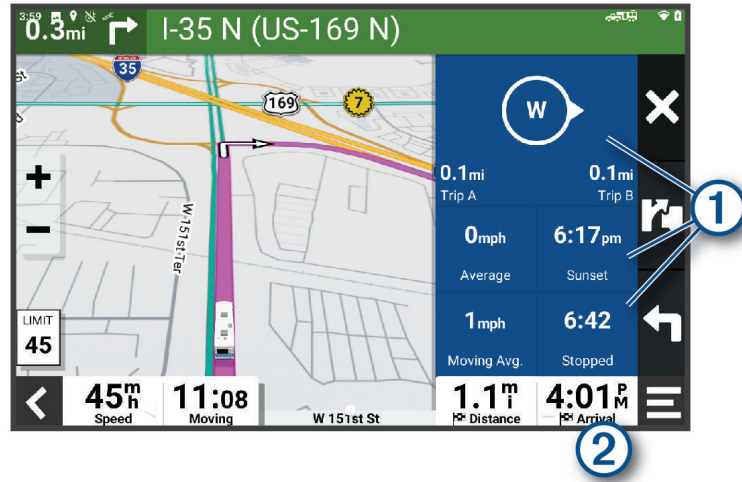 3:59
0.3mi I-35 N (US-169 N)
35
St
169
7
W
0.1mi 0.1mi
Trip A Trip B
1
+
-
W 151st Ter
0mph 6:17pm
Average Sunset
LIMIT
45
1mph 6:42
Moving Avg. Stopped
45mh 11:08 W 151st St 1.1mi 4:01PM
Speed Moving Distance Arrival
2